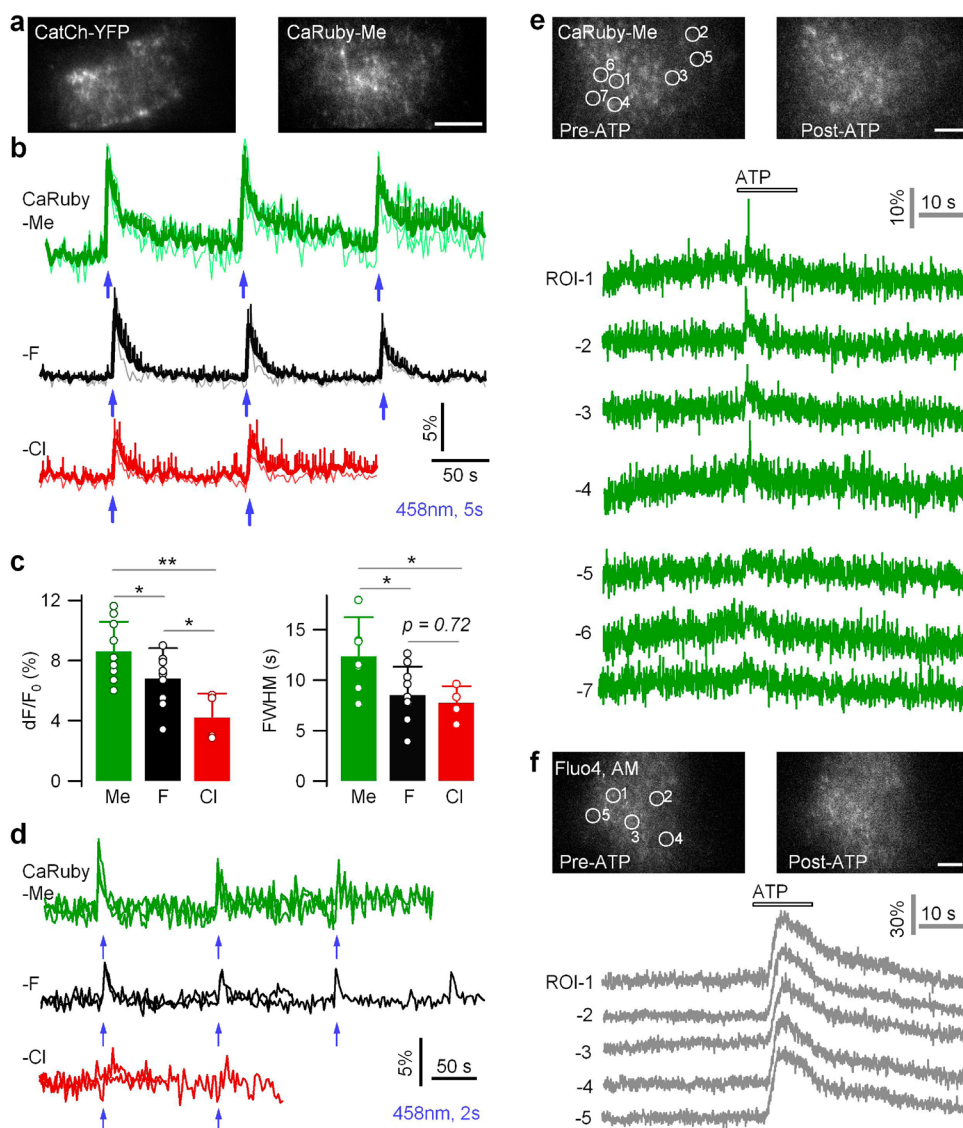 a
CatCh-YFP
CaRuby-Me
b
CaRuby
-Me
-F
-Cl
5%
50 s
458nm, 5s
c
**
*
*
12
8
4
0
dF/F0 (%)
Me F Cl
*
*
p = 0.72
15
10
5
0
FWHM (s)
Me F Cl
d
CaRuby
-Me
-F
-Cl
5%
50 s
458nm, 2s
e
CaRuby-Me
2
5
6
1
3
7
4
Pre-ATP
Post-ATP
ATP
10%
10 s
ROI-1
-2
-3
-4
-5
-6
-7
f
Fluo4, AM
1
2
5
3
4
Pre-ATP
Post-ATP
ATP
30%
10 s
ROI-1
-2
-3
-4
-5